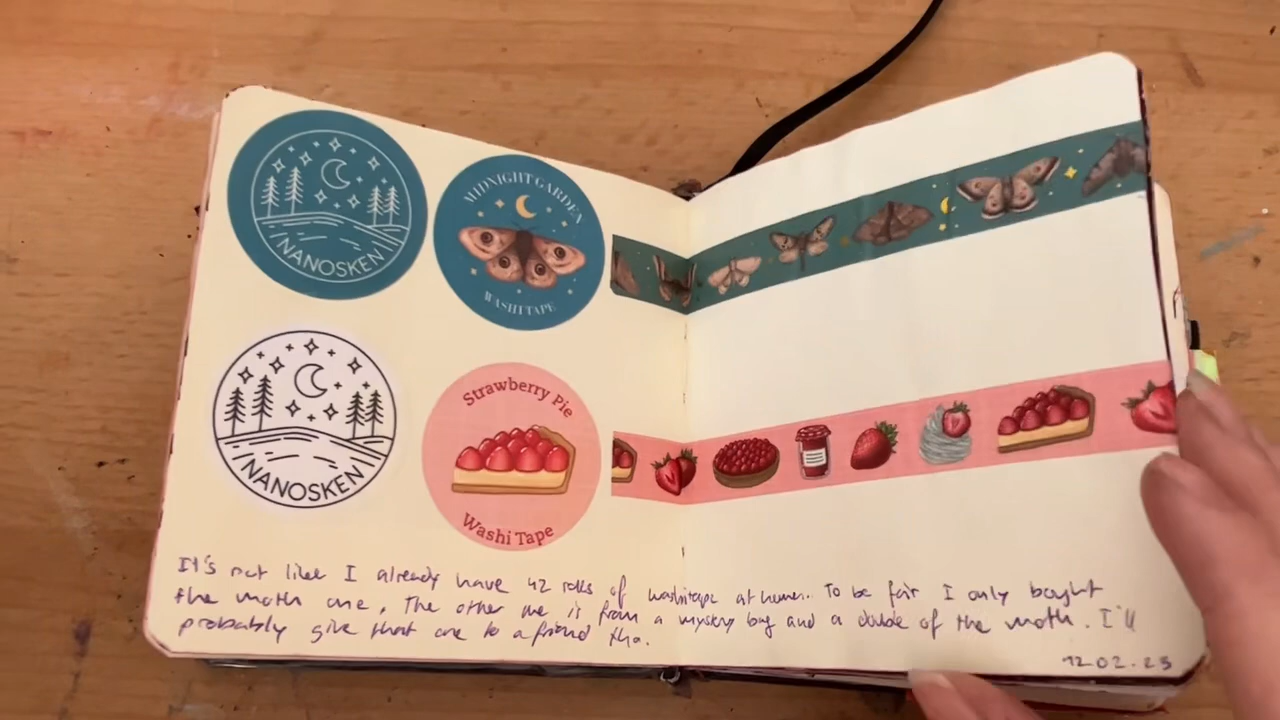 NANOSKEN
MIDNIGHT GARDEN
WASHI TAPE
NANOSKEN
Strawberry Pie
Washi Tape
It's not like I already have 42 rolls of washitape at home.. To be fair I only bought
the moth one. The other one is from a mystery bag and a double of the moth. I'll
probably give that one to a friend tho.
12.02.23